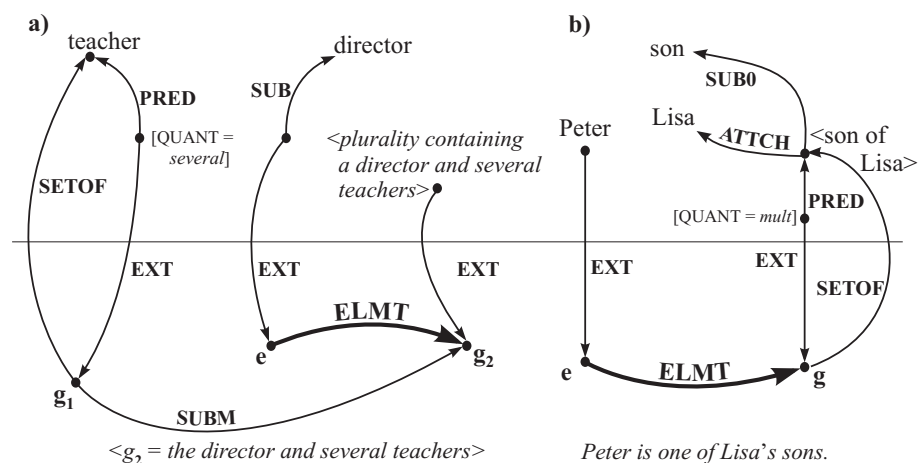 a)
teacher
director
PRED
SUB
[QUANT =
several]
<plurality containing
a director and several
teachers>
SETOF
EXT
EXT
EXT
ELMT
e
g2
g1
SUBM
<g2 = the director and several teachers>
b)
son
SUB0
Lisa
ATTCH
Peter
<son of
Lisa>
PRED
[QUANT = mult]
EXT
EXT
SETOF
e
ELMT
g
Peter is one of Lisa's sons.